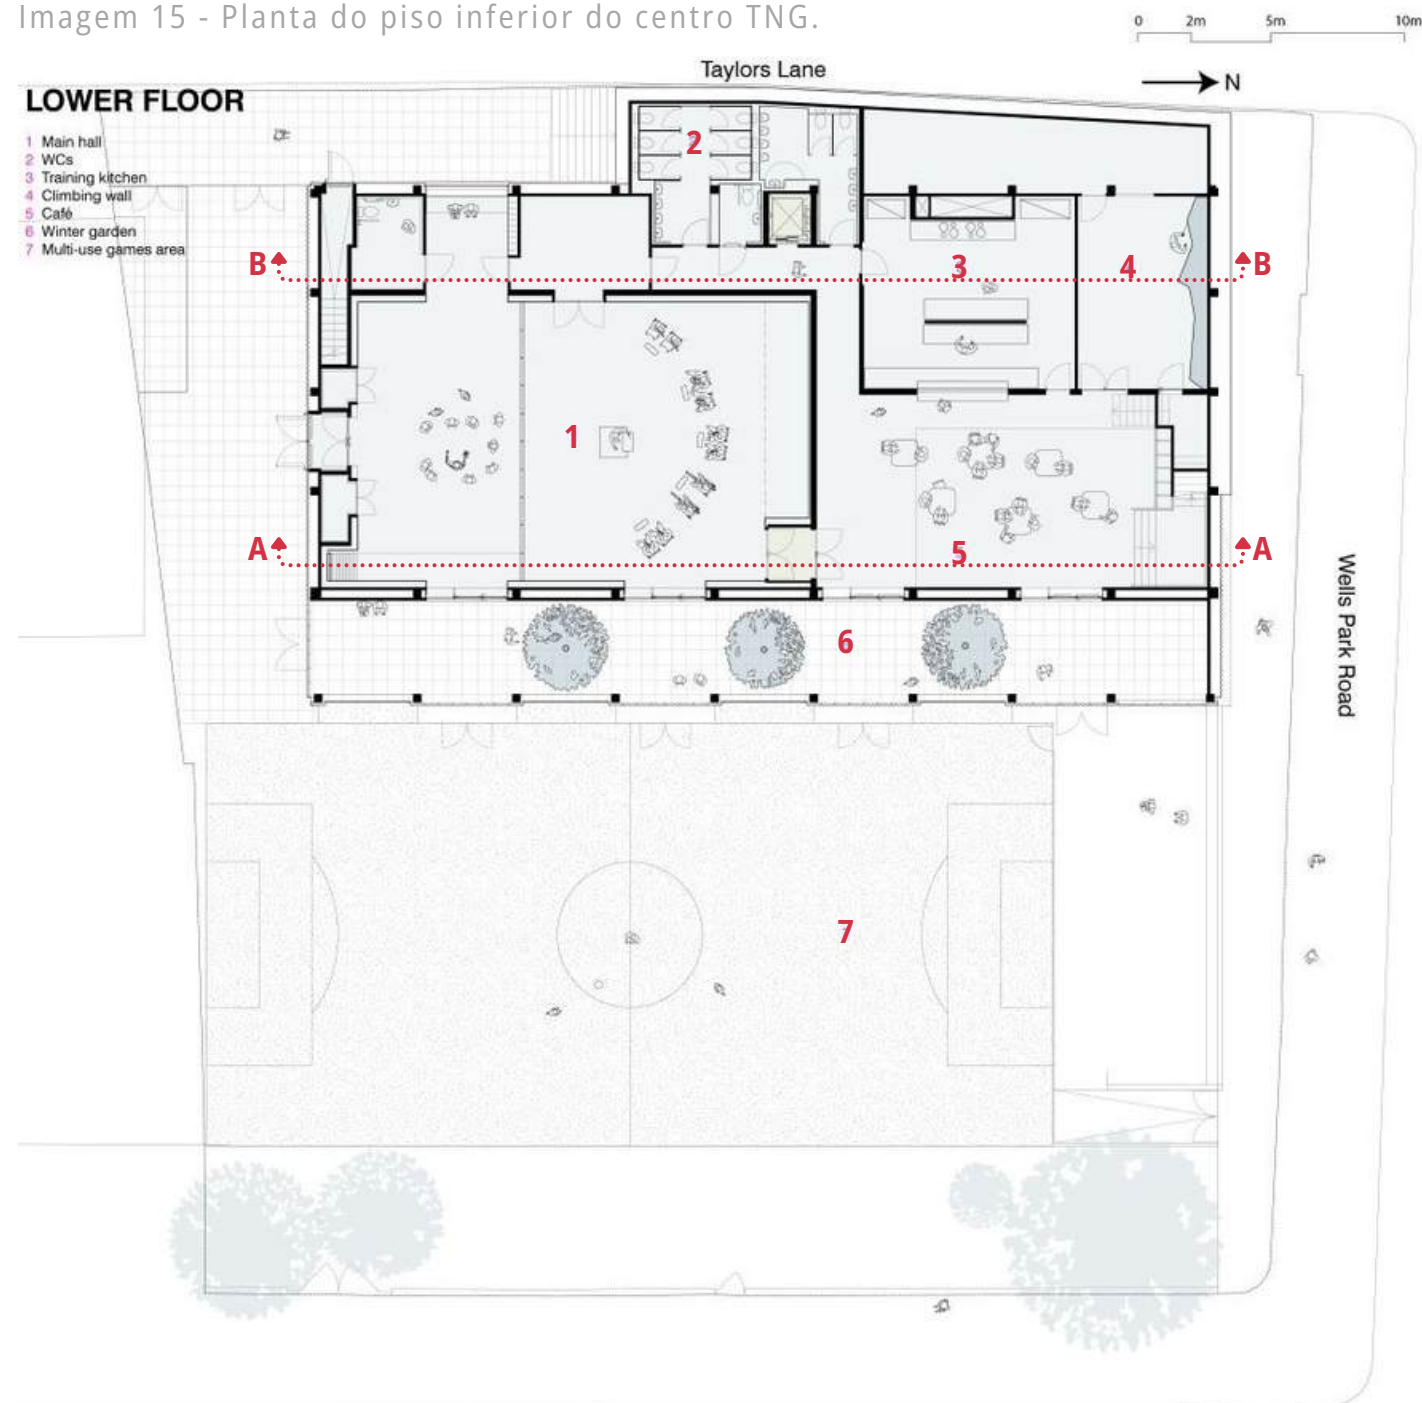 Imagem 15 - Planta do piso inferior do centro TNG.
0 2m 5m 10m
Taylors Lane
N
LOWER FLOOR
1 Main hall
2 WCs
3 Training kitchen
4 Climbing wall
5 Café
6 Winter garden
7 Multi-use games area
2
B 3 4 B
1
A 5 A
Wells Park Road
6
7